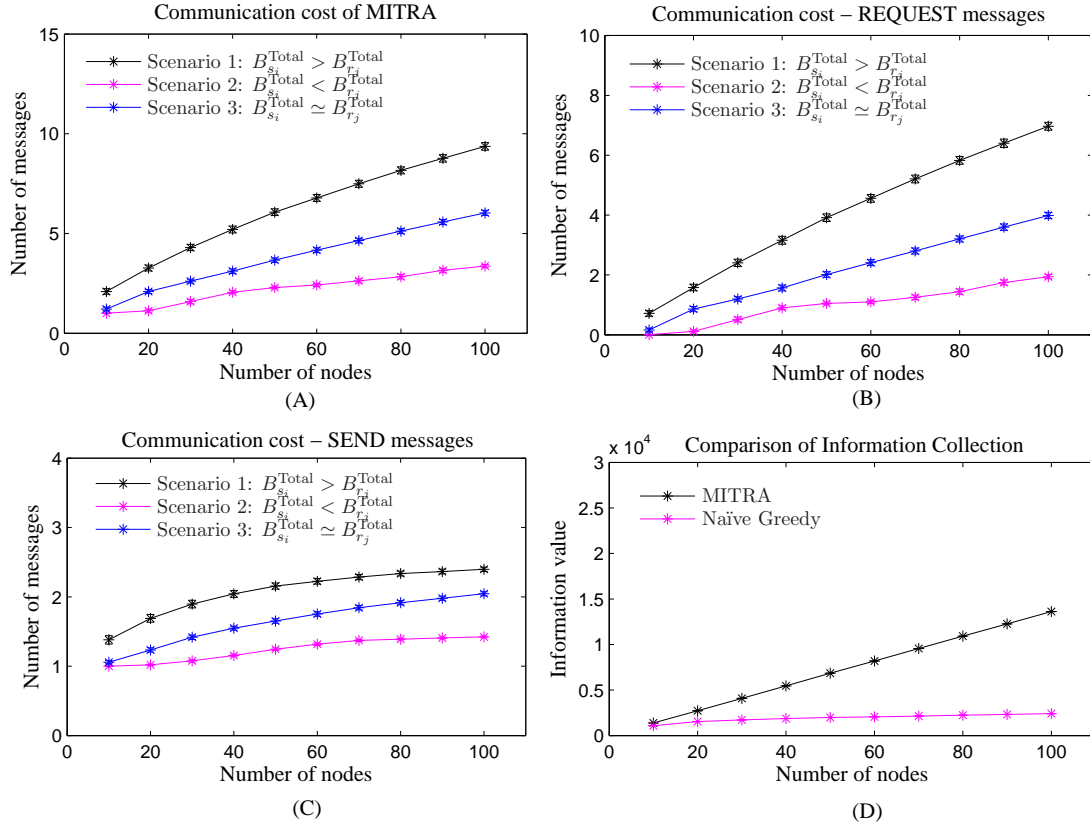 Communication cost of MITRA
15
10
5
0
Number of messages
Scenario 1: B_{s_i}^{Total} > B_{r_j}^{Total}
Scenario 2: B_{s_i}^{Total} < B_{r_j}^{Total}
Scenario 3: B_{s_i}^{Total} ≃ B_{r_j}^{Total}
0 20 40 60 80 100
Number of nodes
(A)
Communication cost – REQUEST messages
10
8
6
4
2
0
Number of messages
Scenario 1: B_{s_i}^{Total} > B_{r_j}^{Total}
Scenario 2: B_{s_i}^{Total} < B_{r_j}^{Total}
Scenario 3: B_{s_i}^{Total} ≃ B_{r_j}^{Total}
0 20 40 60 80 100
Number of nodes
(B)
Communication cost – SEND messages
4
3
2
1
0
Number of messages
Scenario 1: B_{s_i}^{Total} > B_{r_j}^{Total}
Scenario 2: B_{s_i}^{Total} < B_{r_j}^{Total}
Scenario 3: B_{s_i}^{Total} ≃ B_{r_j}^{Total}
0 20 40 60 80 100
Number of nodes
(C)
Comparison of Information Collection
x 10^4
3
2.5
2
1.5
1
0.5
0
Information value
MITRA
Naïve Greedy
0 20 40 60 80 100
Number of nodes
(D)